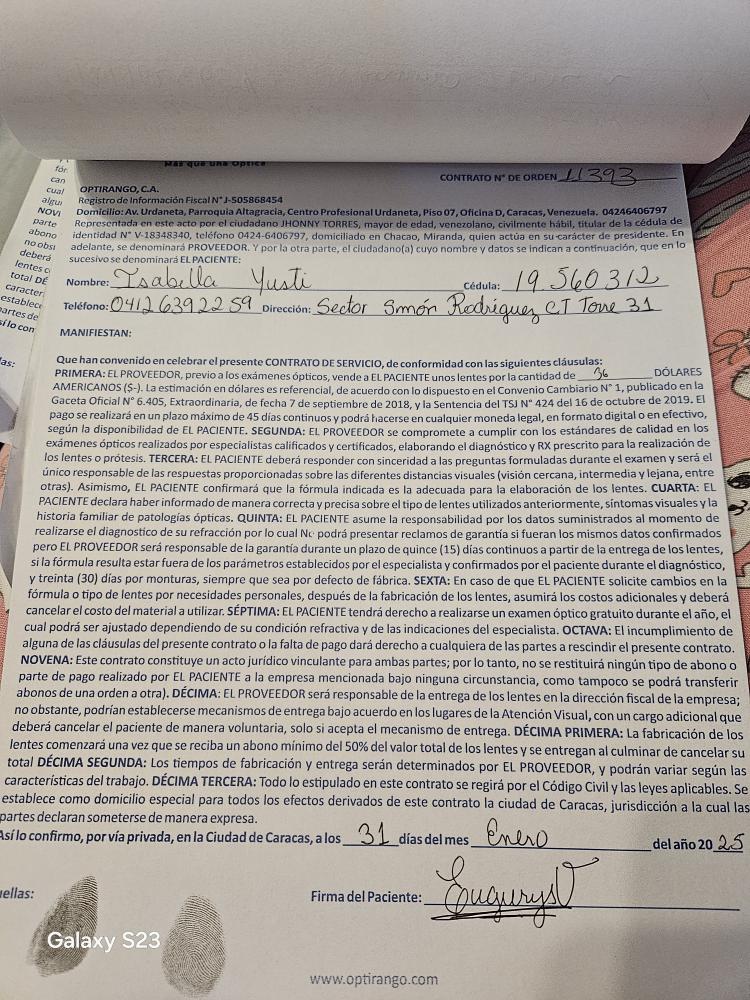 Más que una Óptica
CONTRATO N° DE ORDEN 11393
OPTIRANGO, C.A.
Registro de Información Fiscal N° J-505868454
Domicilio: Av. Urdaneta, Parroquia Altagracia, Centro Profesional Urdaneta, Piso 07, Oficina D, Caracas, Venezuela. 04246406797
Representada en este acto por el ciudadano JHONNY TORRES, mayor de edad, venezolano, civilmente hábil, titular de la cédula de
identidad N° V-18348340, teléfono 0424-6406797, domiciliado en Chacao, Miranda, quien actúa en su carácter de presidente. En
adelante, se denominará PROVEEDOR. Y por la otra parte, el ciudadano(a) cuyo nombre y datos se indican a continuación, que en lo
sucesivo se denominará EL PACIENTE:
Nombre: Isabella Yusti Cédula: 19.560312
Teléfono: 04126392259 Dirección: Sector Simón Rodríguez CJ Torre 31
MANIFIESTAN:
Que han convenido en celebrar el presente CONTRATO DE SERVICIO, de conformidad con las siguientes cláusulas:
PRIMERA: EL PROVEEDOR, previo a los exámenes ópticos, vende a EL PACIENTE unos lentes por la cantidad de 36 DÓLARES
AMERICANOS ($-). La estimación en dólares es referencial, de acuerdo con lo dispuesto en el Convenio Cambiario N° 1, publicado en la
Gaceta Oficial N° 6.405, Extraordinaria, de fecha 7 de septiembre de 2018, y la Sentencia del TSJ N° 424 del 16 de octubre de 2019. El
pago se realizará en un plazo máximo de 45 días continuos y podrá hacerse en cualquier moneda legal, en formato digital o en efectivo,
según la disponibilidad de EL PACIENTE. SEGUNDA: EL PROVEEDOR se compromete a cumplir con los estándares de calidad en los
exámenes ópticos realizados por especialistas calificados y certificados, elaborando el diagnóstico y RX prescrito para la realización de
los lentes o prótesis. TERCERA: EL PACIENTE deberá responder con sinceridad a las preguntas formuladas durante el examen y será el
único responsable de las respuestas proporcionadas sobre las diferentes distancias visuales (visión cercana, intermedia y lejana, entre
otras). Asimismo, EL PACIENTE confirmará que la fórmula indicada es la adecuada para la elaboración de los lentes. CUARTA: EL
PACIENTE declara haber informado de manera correcta y precisa sobre el tipo de lentes utilizados anteriormente, síntomas visuales y la
historia familiar de patologías ópticas. QUINTA: EL PACIENTE asume la responsabilidad por los datos suministrados al momento de
realizarse el diagnostico de su refracción por lo cual No podrá presentar reclamos de garantía si fueran los mismos datos confirmados
pero EL PROVEEDOR será responsable de la garantía durante un plazo de quince (15) días continuos a partir de la entrega de los lentes,
si la fórmula resulta estar fuera de los parámetros establecidos por el especialista y confirmados por el paciente durante el diagnóstico,
y treinta (30) días por monturas, siempre que sea por defecto de fábrica. SEXTA: En caso de que EL PACIENTE solicite cambios en la
fórmula o tipo de lentes por necesidades personales, después de la fabricación de los lentes, asumirá los costos adicionales y deberá
cancelar el costo del material a utilizar. SÉPTIMA: EL PACIENTE tendrá derecho a realizarse un examen óptico gratuito durante el año, el
cual podrá ser ajustado dependiendo de su condición refractiva y de las indicaciones del especialista. OCTAVA: El incumplimiento de
alguna de las cláusulas del presente contrato o la falta de pago dará derecho a cualquiera de las partes a rescindir el presente contrato.
NOVENA: Este contrato constituye un acto jurídico vinculante para ambas partes; por lo tanto, no se restituirá ningún tipo de abono o
parte de pago realizado por EL PACIENTE a la empresa mencionada bajo ninguna circunstancia, como tampoco se podrá transferir
abonos de una orden a otra). DÉCIMA: EL PROVEEDOR será responsable de la entrega de los lentes en la dirección fiscal de la empresa;
no obstante, podrían establecerse mecanismos de entrega bajo acuerdo en los lugares de la Atención Visual, con un cargo adicional que
deberá cancelar el paciente de manera voluntaria, solo si acepta el mecanismo de entrega. DÉCIMA PRIMERA: La fabricación de los
lentes comenzará una vez que se reciba un abono mínimo del 50% del valor total de los lentes y se entregan al culminar de cancelar su
total DÉCIMA SEGUNDA: Los tiempos de fabricación y entrega serán determinados por EL PROVEEDOR, y podrán variar según las
características del trabajo. DÉCIMA TERCERA: Todo lo estipulado en este contrato se regirá por el Código Civil y las leyes aplicables. Se
establece como domicilio especial para todos los efectos derivados de este contrato la ciudad de Caracas, jurisdicción a la cual las
partes declaran someterse de manera expresa.
Así lo confirmo, por vía privada, en la Ciudad de Caracas, a los 31 días del mes Enero del año 2025
uellas:
Firma del Paciente: EugurysV
Galaxy S23
www.optirango.com